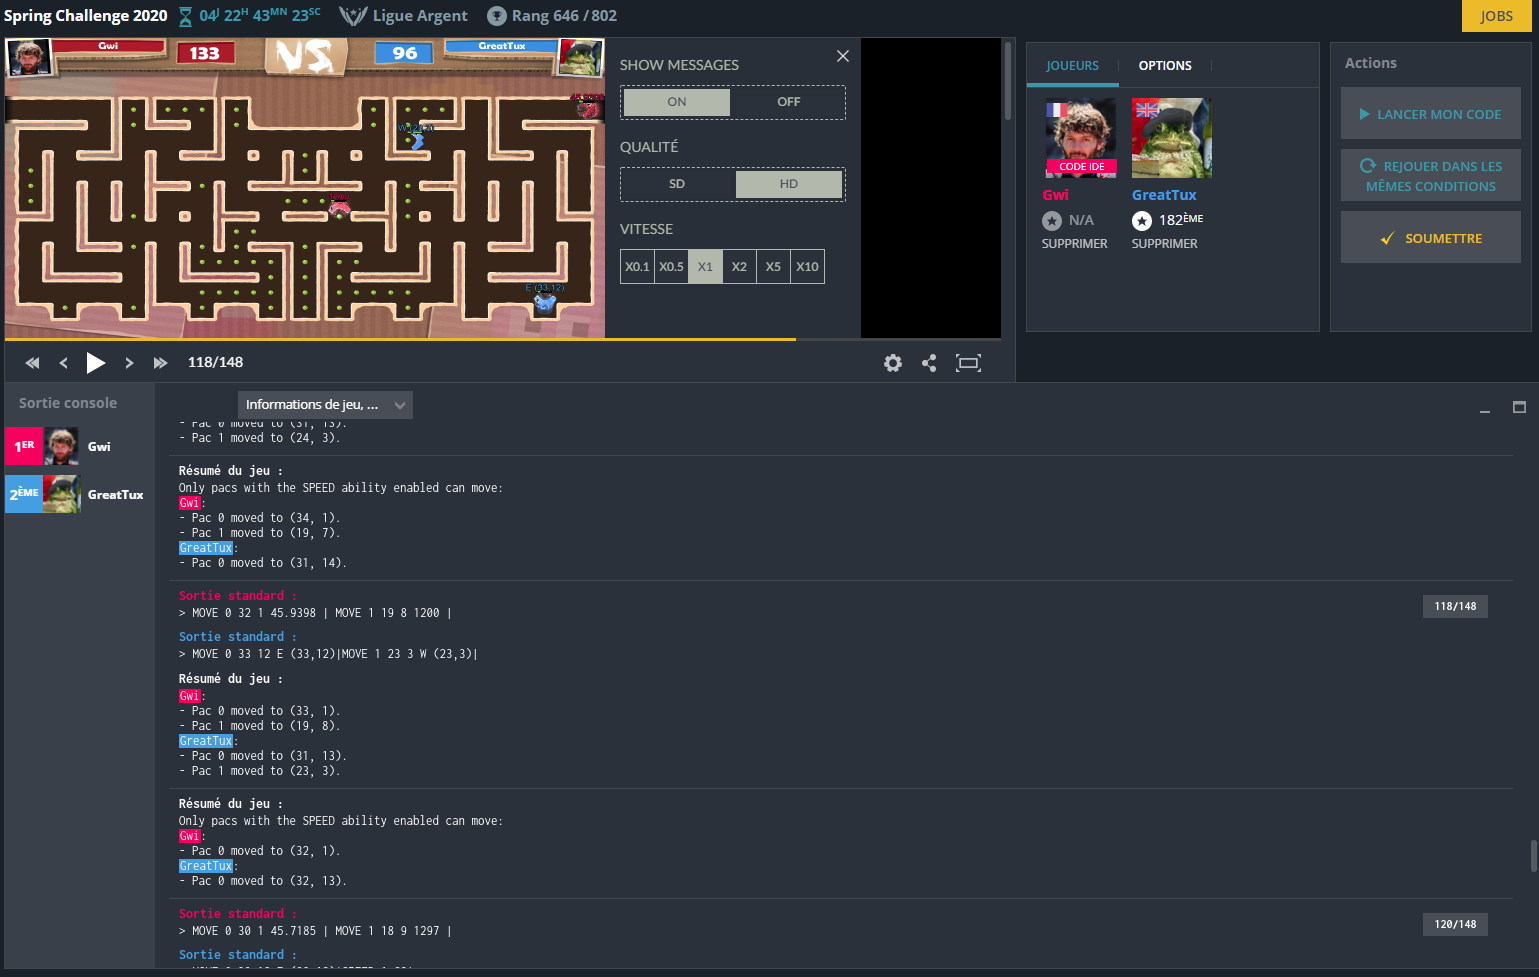 Spring Challenge 2020 04J 22H 43MN 23SC Ligue Argent Rang 646 / 802
JOBS
Gwi 133 VS 96 GreatTux
W (23,3)
E (33,12)
SHOW MESSAGES
ON OFF
QUALITÉ
SD HD
VITESSE
X0.1 X0.5 X1 X2 X5 X10
118/148
JOUEURS OPTIONS
CODE IDE
Gwi GreatTux
N/A 182ÈME
SUPPRIMER SUPPRIMER
Actions
LANCER MON CODE
REJOUER DANS LES
MÊMES CONDITIONS
SOUMETTRE
Sortie console
1ER Gwi
2ÈME GreatTux
Informations de jeu, ...
- Pac 0 moved to (31, 13).
- Pac 1 moved to (24, 3).
Résumé du jeu :
Only pacs with the SPEED ability enabled can move:
Gwi:
- Pac 0 moved to (34, 1).
- Pac 1 moved to (19, 7).
GreatTux:
- Pac 0 moved to (31, 14).
Sortie standard :
> MOVE 0 32 1 45.9398 | MOVE 1 19 8 1200 |
118/148
Sortie standard :
> MOVE 0 33 12 E (33,12)|MOVE 1 23 3 W (23,3)|
Résumé du jeu :
Gwi:
- Pac 0 moved to (33, 1).
- Pac 1 moved to (19, 8).
GreatTux:
- Pac 0 moved to (31, 13).
- Pac 1 moved to (23, 3).
Résumé du jeu :
Only pacs with the SPEED ability enabled can move:
Gwi:
- Pac 0 moved to (32, 1).
GreatTux:
- Pac 0 moved to (32, 13).
Sortie standard :
> MOVE 0 30 1 45.7185 | MOVE 1 18 9 1297 |
120/148
Sortie standard :